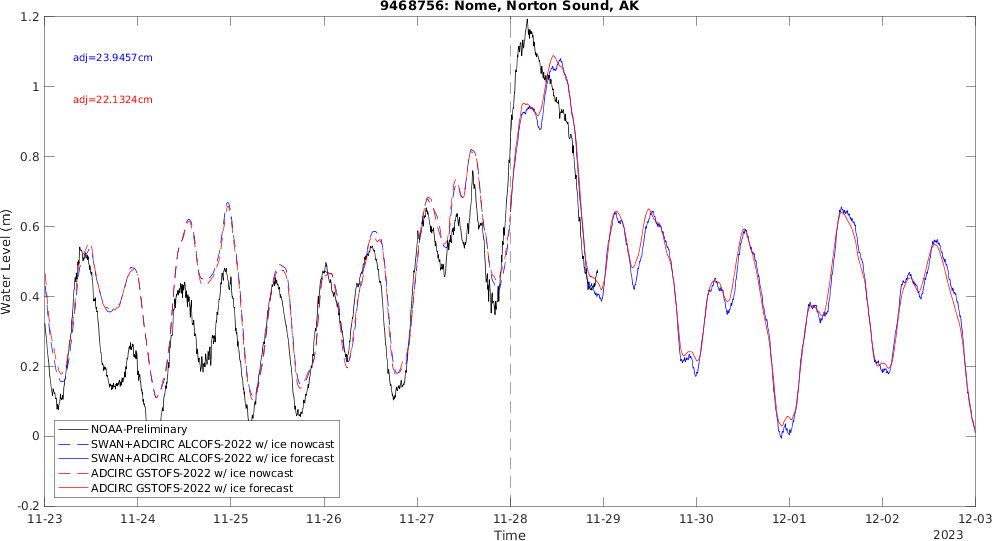 9468756: Nome, Norton Sound, AK
1.2
adj=23.9457cm
1
adj=22.1324cm
0.8
0.6
Water Level (m)
0.4
0.2
NOAA-Preliminary
0
SWAN+ADCIRC ALCOFS-2022 w/ ice nowcast
SWAN+ADCIRC ALCOFS-2022 w/ ice forecast
ADCIRC GSTOFS-2022 w/ ice nowcast
ADCIRC GSTOFS-2022 w/ ice forecast
-0.2
11-23 11-24 11-25 11-26 11-27 11-28 11-29 11-30 12-01 12-02 12-03
Time
2023